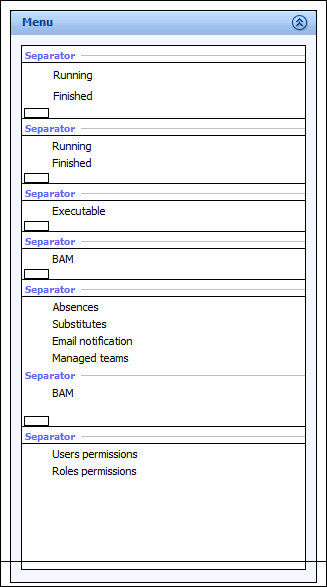 Menu
Separator
Running
Finished
Separator
Running
Finished
Separator
Executable
Separator
BAM
Separator
Absences
Substitutes
Email notification
Managed teams
Separator
BAM
Separator
Users permissions
Roles permissions